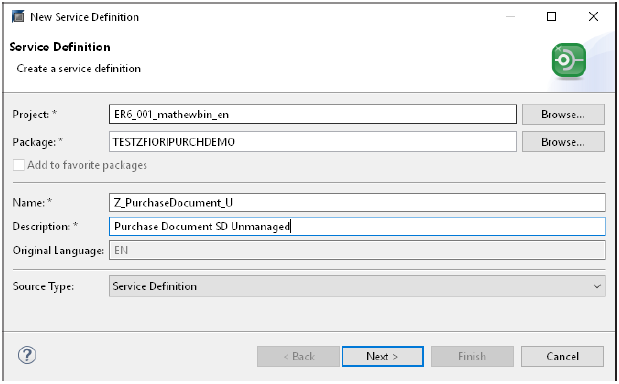 New Service Definition
Service Definition
Create a service definition
Project: * ER6_001_mathewbin_en Browse...
Package: * TESTZFIORIPURCHDEMO Browse...
Add to favorite packages
Name: * Z_PurchaseDocument_U
Description: * Purchase Document SD Unmanaged
Original Language: EN
Source Type: Service Definition
? < Back Next > Finish Cancel